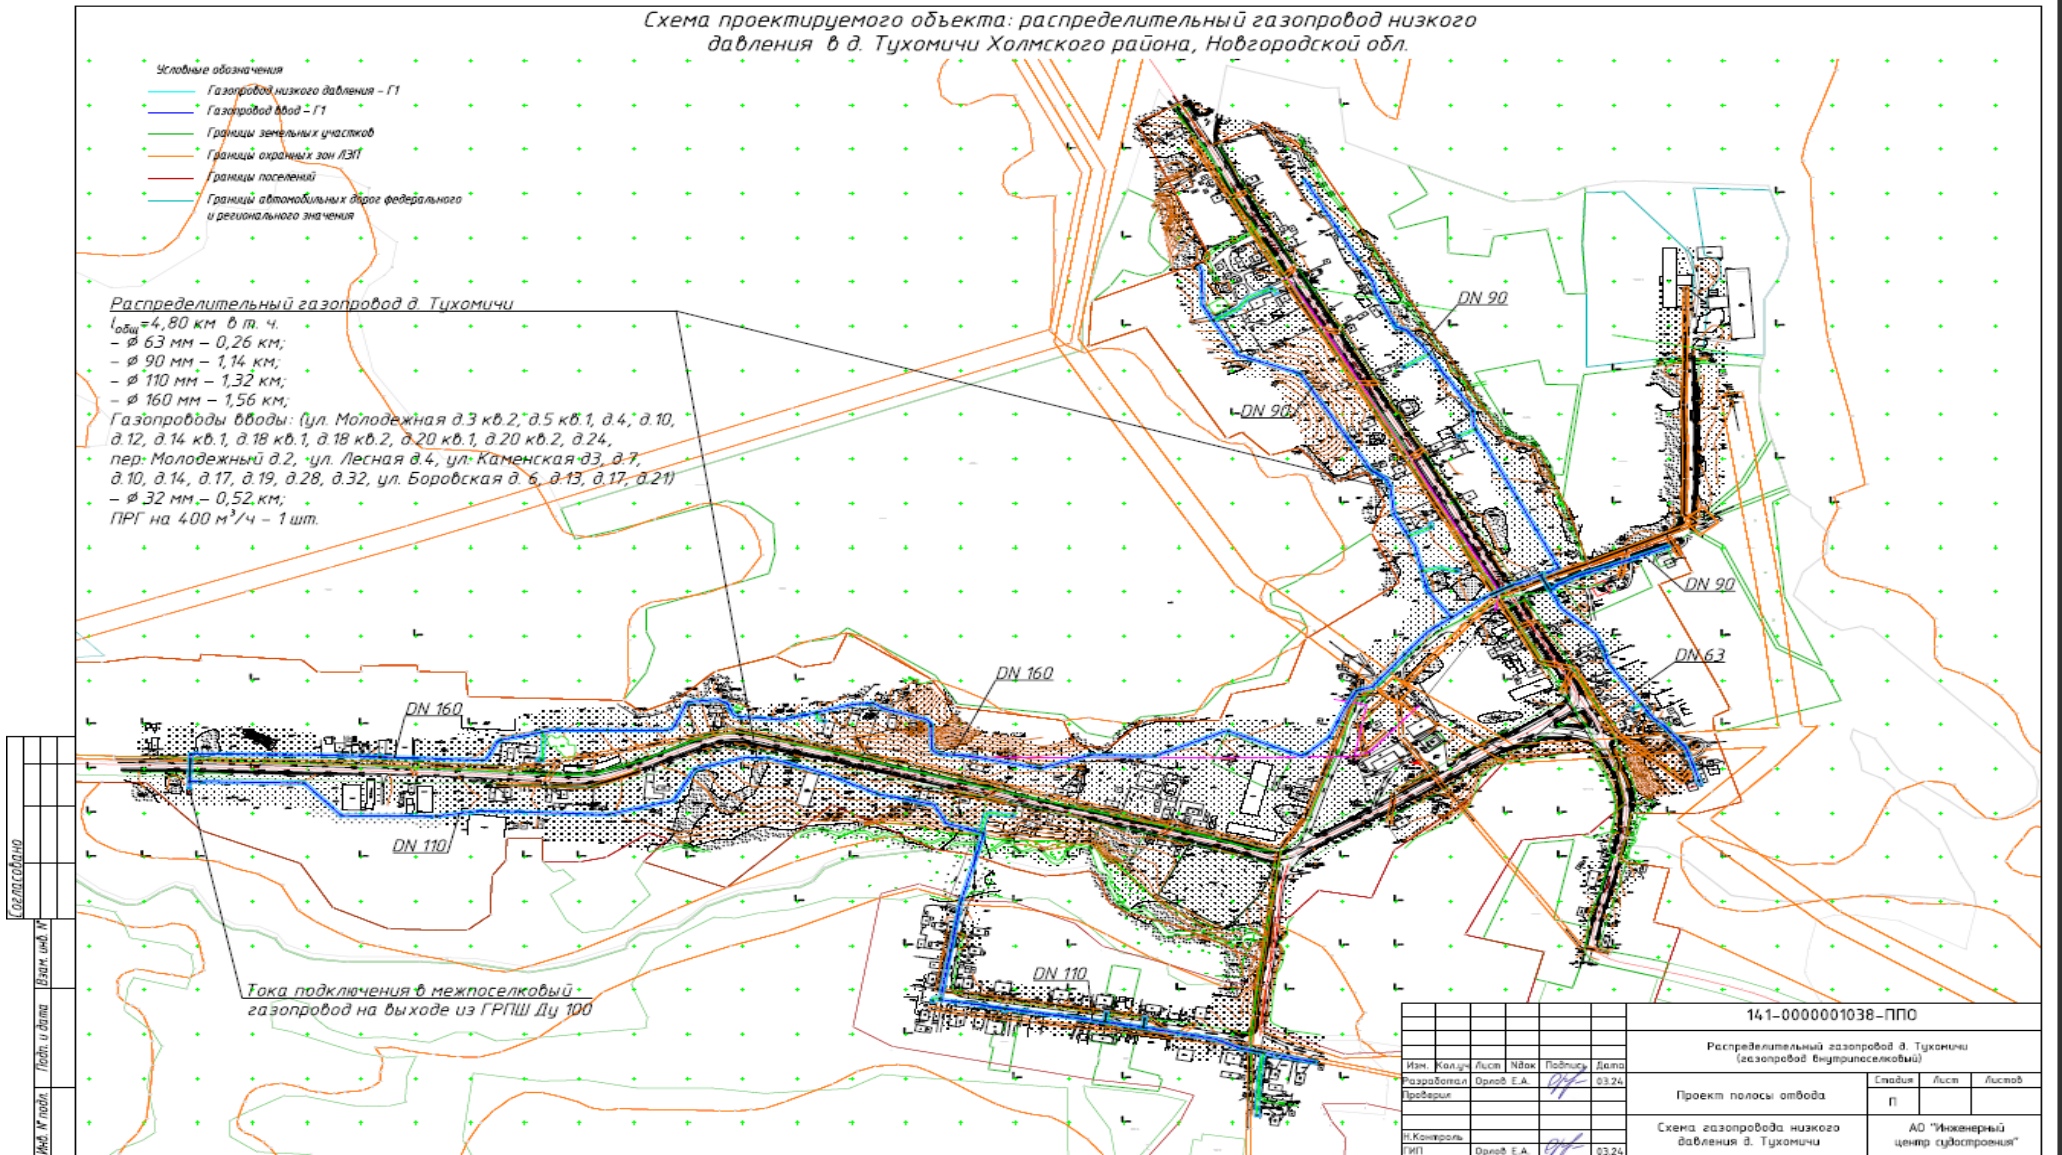 Схема проектируемого объекта: распределительный газопровод низкого
давления в д. Тухомичи Холмского района, Новгородской обл.
Условные обозначения
Газопровод низкого давления - Г1
Газопровод ввод - Г1
Границы земельных участков
Границы охранных зон ЛЭП
Границы поселений
Границы автомобильных дорог федерального
и регионального значения
Распределительный газопровод д. Тухомичи
lобщ=4,80 км в т. ч.
- ϕ 63 мм - 0,26 км;
- ϕ 90 мм - 1,14 км;
- ϕ 110 мм - 1,32 км;
- ϕ 160 мм - 1,56 км;
Газопроводы вводы: (ул. Молодежная д.3 кв.2, д.5 кв.1, д.4, д.10,
д.12, д.14 кв.1, д.18 кв.1, д.18 кв.2, д.20 кв.1, д.20 кв.2, д.24,
пер. Молодежный д.2, ул. Лесная д.4, ул. Каменская д3, д.7,
д.10, д.14, д.17, д.19, д.28, д.32, ул. Боровская д. 6, д.13, д.17, д.21)
- ϕ 32 мм - 0,52 км;
ПРГ на 400 м³/ч - 1 шт.
DN 90
DN 90
DN 90
DN 63
DN 160
DN 160
DN 110
DN 110
Тока подключения в межпоселковый
газопровод на выходе из ГРПШ Ду 100
Согласовано
Взам. инв. N°
Подп. и дата
Инв. N° подл.
141-0000001038-ППО
Распределительный газопровод д. Тухомичи
(газопровод внутрипоселковый)
Изм. Кол.уч Лист Nдок Подпись Дата
Разработал Орлов Е.А. 03.24
Проверил
Н.Контроль
ГИП Орлов Е.А. 03.24
Проект полосы отвода
Стадия Лист Листов
П
Схема газопровода низкого
давления д. Тухомичи
АО "Инженерный
центр судостроения"